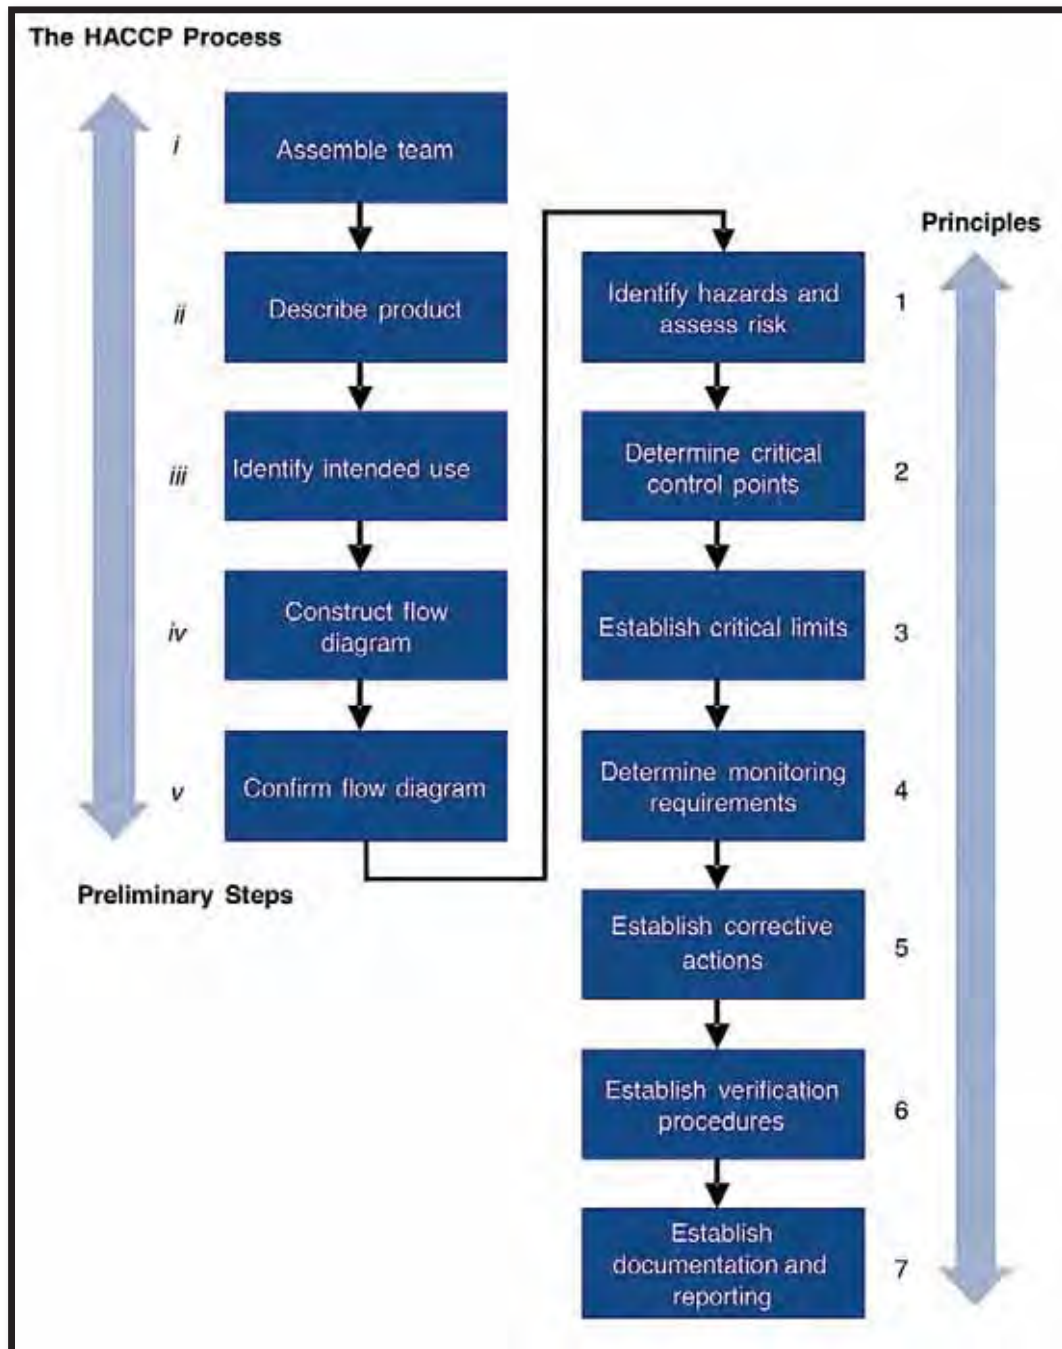 The HACCP Process
i
Assemble team
ii
Describe product
iii
Identify intended use
iv
Construct flow
diagram
v
Confirm flow diagram
Preliminary Steps
Principles
Identify hazards and
assess risk
1
Determine critical
control points
2
Establish critical limits
3
Determine monitoring
requirements
4
Establish corrective
actions
5
Establish verification
procedures
6
Establish
documentation and
reporting
7